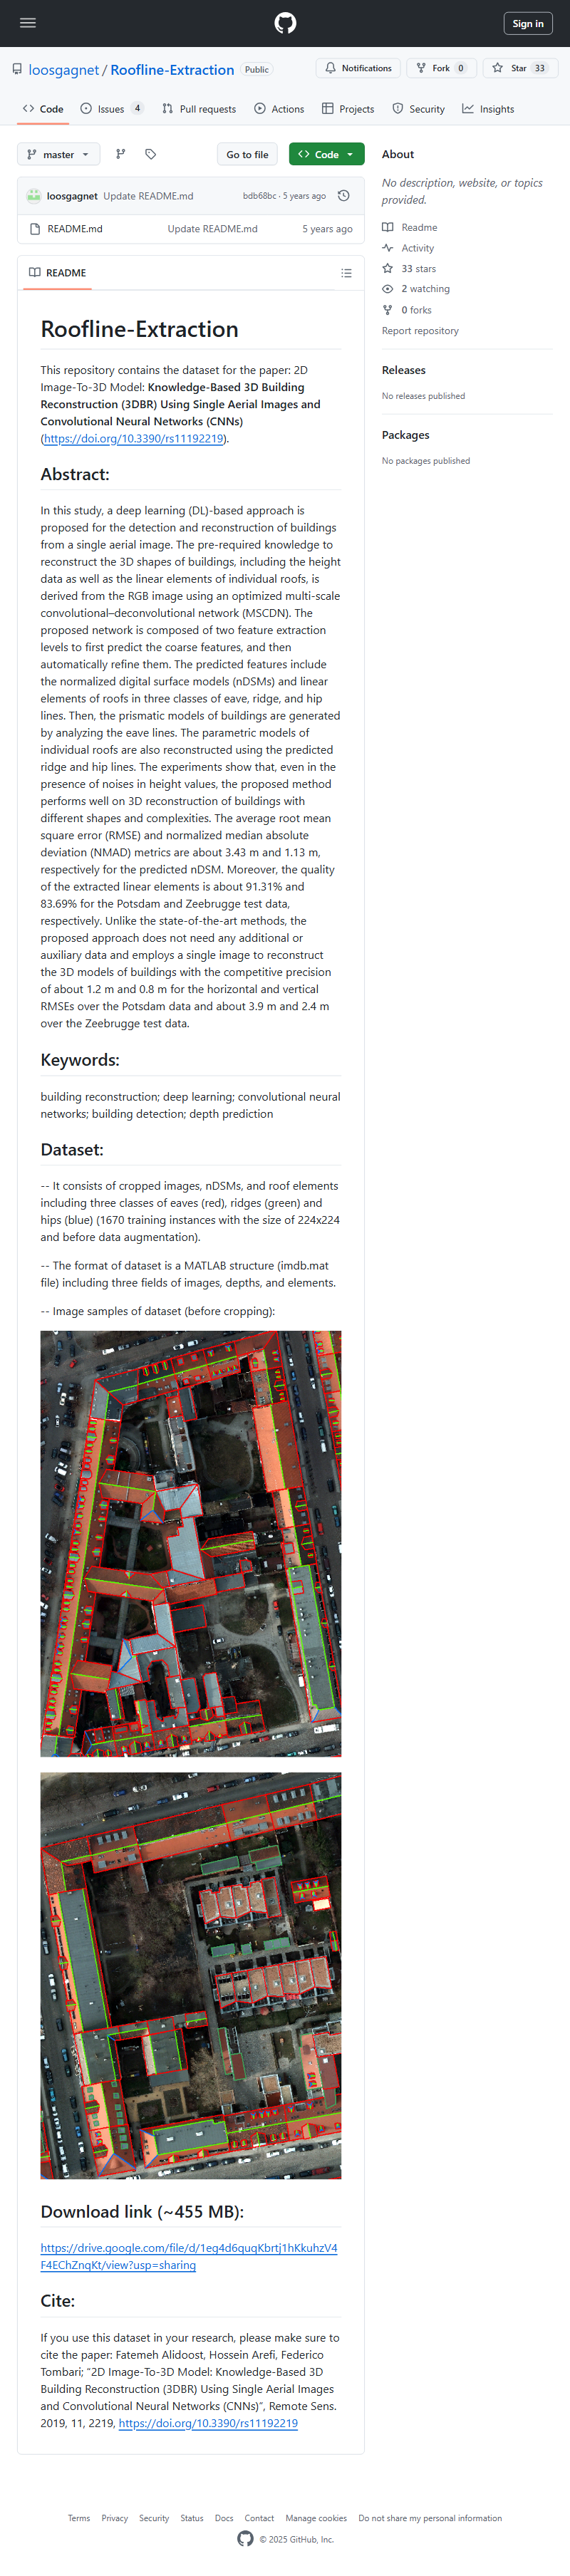 Sign in
loosgagnet / Roofline-Extraction Public
Notifications Fork 0 Star 33
Code Issues 4 Pull requests Actions Projects Security Insights
master Go to file Code
loosgagnet Update README.md bdb68bc · 5 years ago
README.md Update README.md 5 years ago
README
Roofline-Extraction
This repository contains the dataset for the paper: 2D
Image-To-3D Model: Knowledge-Based 3D Building
Reconstruction (3DBR) Using Single Aerial Images and
Convolutional Neural Networks (CNNs)
(https://doi.org/10.3390/rs11192219).
Abstract:
In this study, a deep learning (DL)-based approach is
proposed for the detection and reconstruction of buildings
from a single aerial image. The pre-required knowledge to
reconstruct the 3D shapes of buildings, including the height
data as well as the linear elements of individual roofs, is
derived from the RGB image using an optimized multi-scale
convolutional–deconvolutional network (MSCDN). The
proposed network is composed of two feature extraction
levels to first predict the coarse features, and then
automatically refine them. The predicted features include
the normalized digital surface models (nDSMs) and linear
elements of roofs in three classes of eave, ridge, and hip
lines. Then, the prismatic models of buildings are generated
by analyzing the eave lines. The parametric models of
individual roofs are also reconstructed using the predicted
ridge and hip lines. The experiments show that, even in the
presence of noises in height values, the proposed method
performs well on 3D reconstruction of buildings with
different shapes and complexities. The average root mean
square error (RMSE) and normalized median absolute
deviation (NMAD) metrics are about 3.43 m and 1.13 m,
respectively for the predicted nDSM. Moreover, the quality
of the extracted linear elements is about 91.31% and
83.69% for the Potsdam and Zeebrugge test data,
respectively. Unlike the state-of-the-art methods, the
proposed approach does not need any additional or
auxiliary data and employs a single image to reconstruct
the 3D models of buildings with the competitive precision
of about 1.2 m and 0.8 m for the horizontal and vertical
RMSEs over the Potsdam data and about 3.9 m and 2.4 m
over the Zeebrugge test data.
Keywords:
building reconstruction; deep learning; convolutional neural
networks; building detection; depth prediction
Dataset:
-- It consists of cropped images, nDSMs, and roof elements
including three classes of eaves (red), ridges (green) and
hips (blue) (1670 training instances with the size of 224x224
and before data augmentation).
-- The format of dataset is a MATLAB structure (imdb.mat
file) including three fields of images, depths, and elements.
-- Image samples of dataset (before cropping):
Download link (~455 MB):
https://drive.google.com/file/d/1eg4d6quqKbrtj1hKkuhzV4
F4EChZnqKt/view?usp=sharing
Cite:
If you use this dataset in your research, please make sure to
cite the paper: Fatemeh Alidoost, Hossein Arefi, Federico
Tombari; "2D Image-To-3D Model: Knowledge-Based 3D
Building Reconstruction (3DBR) Using Single Aerial Images
and Convolutional Neural Networks (CNNs)", Remote Sens.
2019, 11, 2219, https://doi.org/10.3390/rs11192219
About
No description, website, or topics
provided.
Readme
Activity
33 stars
2 watching
0 forks
Report repository
Releases
No releases published
Packages
No packages published
Terms Privacy Security Status Docs Contact Manage cookies Do not share my personal information
© 2025 GitHub, Inc.